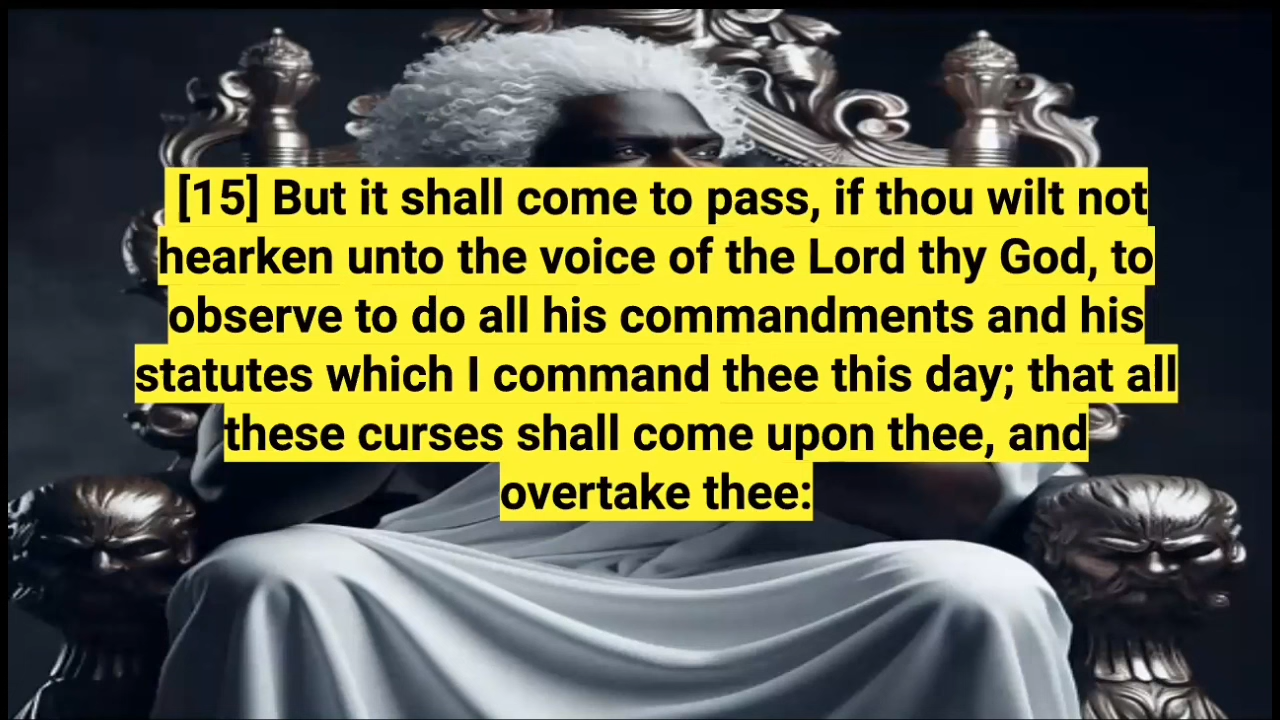 [15] But it shall come to pass, if thou wilt not
hearken unto the voice of the Lord thy God, to
observe to do all his commandments and his
statutes which I command thee this day; that all
these curses shall come upon thee, and
overtake thee: